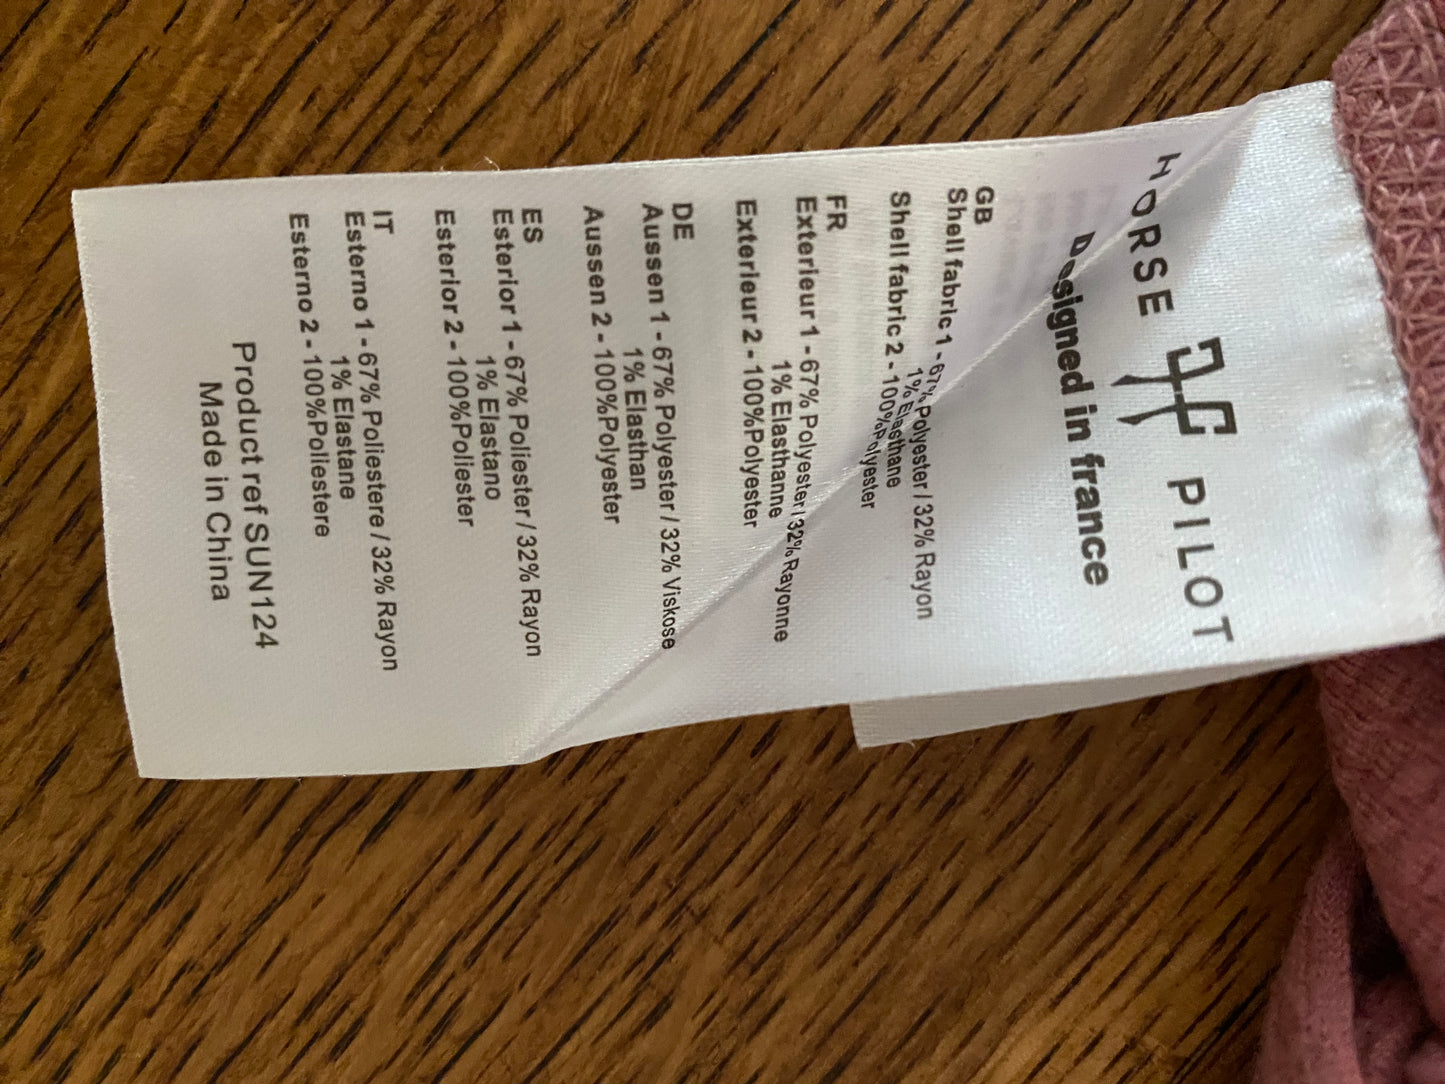 HORSE PILOT
Designed in france
GB
Shell fabric 1 - 67% Polyester / 32% Rayon
1% Elasthane
Shell fabric 2 - 100%Polyester
FR
Exterieur 1 - 67% Polyester / 32% Rayonne
1% Elasthanne
Exterieur 2 - 100%Polyester
DE
Aussen 1 - 67% Polyester / 32% Viskose
1% Elasthan
Aussen 2 - 100%Polyester
ES
Esterior 1 - 67% Poliester / 32% Rayon
1% Elastano
Esterior 2 - 100%Poliester
IT
Esterno 1 - 67% Poliestere / 32% Rayon
1% Elastane
Esterno 2 - 100%Poliestere
Product ref SUN124
Made in China